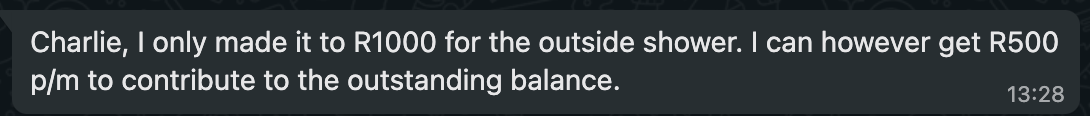 Charlie, I only made it to R1000 for the outside shower. I can however get R500
p/m to contribute to the outstanding balance.
13:28